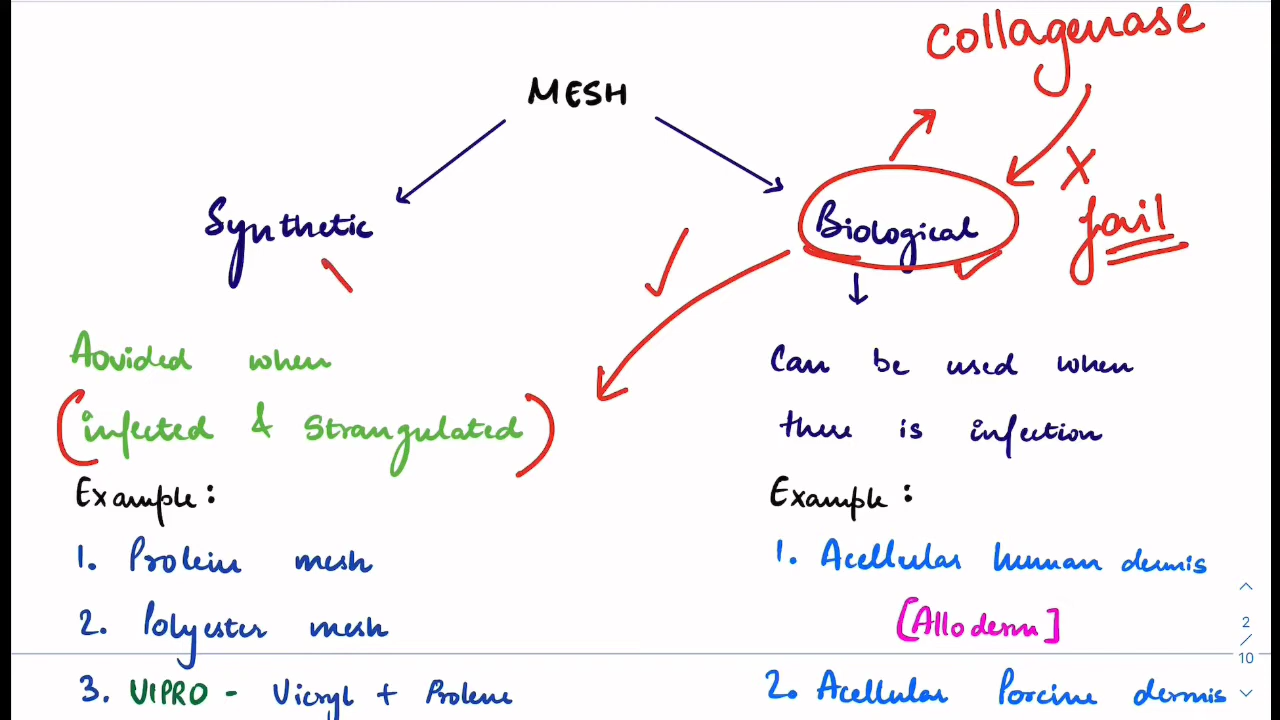 Collagenase
MESH
Synthetic
Biological
X
fail
Aovided when
Can be used when
(infected & Strangulated)
there is infection
Example:
Example:
1. Prolein mesh
1. Acellular human dermis
2. Polyester mesh
[Alloderm]
3. VIPRO - Vicryl + Prolene
2. Acellular Porcine dermis
2
/
10